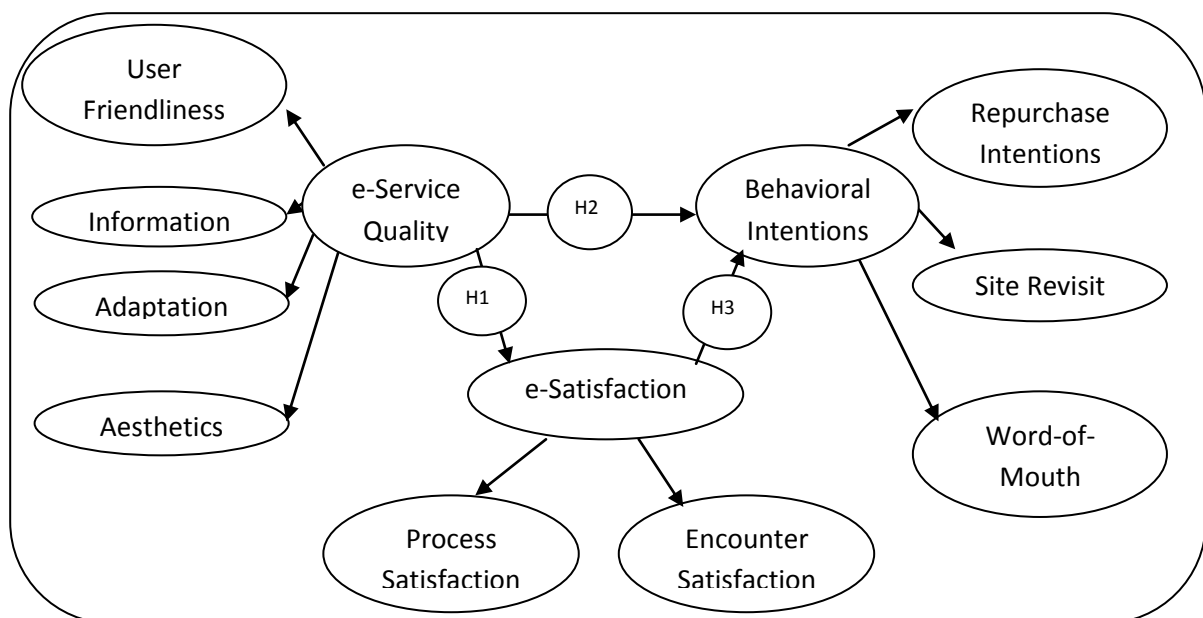 User
Friendliness
Information
Adaptation
Aesthetics
e-Service
Quality
H2
H1
Behavioral
Intentions
H3
e-Satisfaction
Process
Satisfaction
Encounter
Satisfaction
Repurchase
Intentions
Site Revisit
Word-of-
Mouth